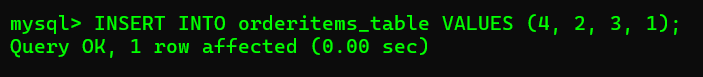 mysql> INSERT INTO orderitems_table VALUES (4, 2, 3, 1);
Query OK, 1 row affected (0.00 sec)